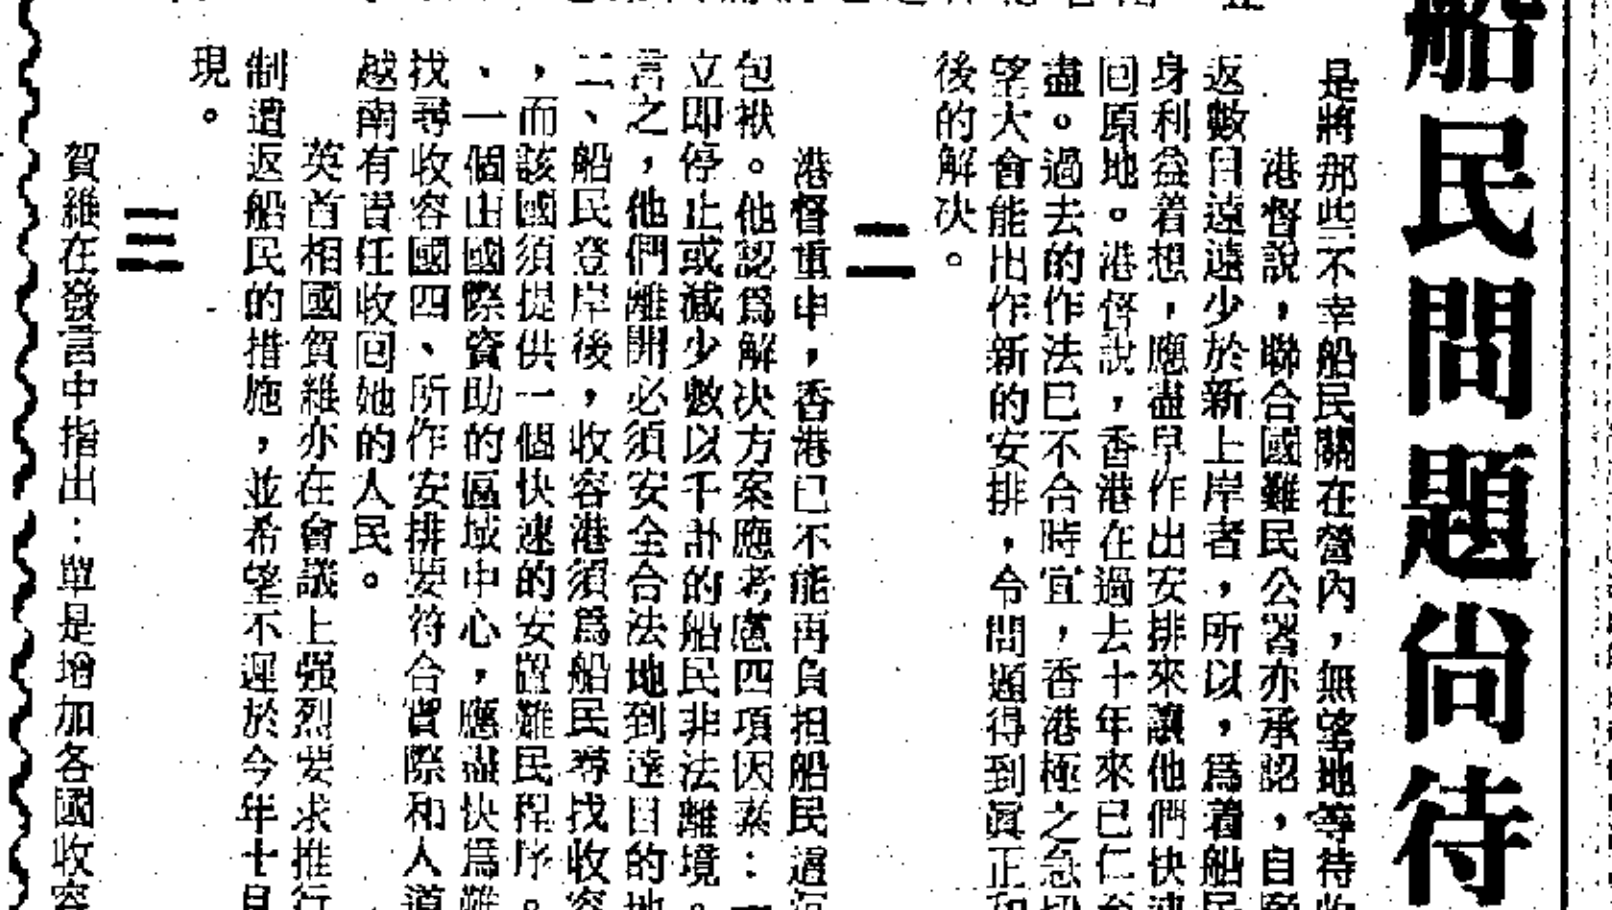 船民問題尚待
是將那些不幸船民關在營內，無望地等待
港督說，聯合國難民公署亦承認，自願
返數目遠遠少於新上岸者，所以，爲着船民
身利益着想，應盡早作出安排來讓他們快速
回原地。港督說，香港在過去十年來已仁至
盡。過去的作法已不合時宜，香港極之急切
望大會能出作新的安排，令問題得到眞正和
後的解决。
二
港督重申，香港已不能再負担船民這
包袱。他認爲解决方案應考慮四項因素：一
立即停止或減少數以千計的船民非法離境。
言之，他們離開必須安全合法地到達目的地
二、船民登岸後，收容港須爲船民尋找收容
，而該國須提供一個快速的安置難民程序。
、一個由國際資助的區域中心，應盡快爲難
找尋收容國四、所作安排要符合實際和人道
越南有責任收回她的人民。
英首相國賀維亦在會議上强烈要求推行
制遣返船民的措施，並希望不遲於今年十月
現。
三
賀維在發言中指出：單是增加各國收容